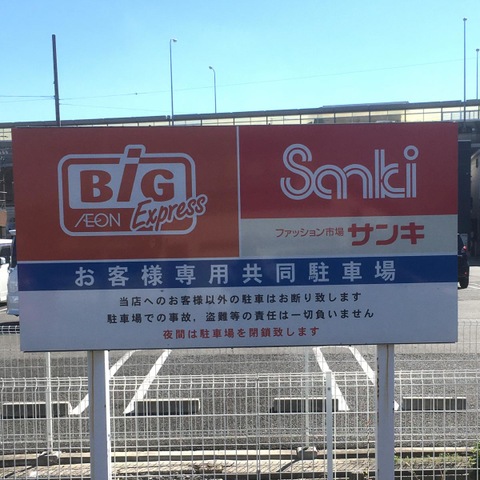 BiG
ÆON Express
Sanki
ファッション市場 サンキ
お客様専用共同駐車場
当店へのお客様以外の駐車はお断り致します
駐車場での事故，盗難等の責任は一切負いません
夜間は駐車場を閉鎖致します